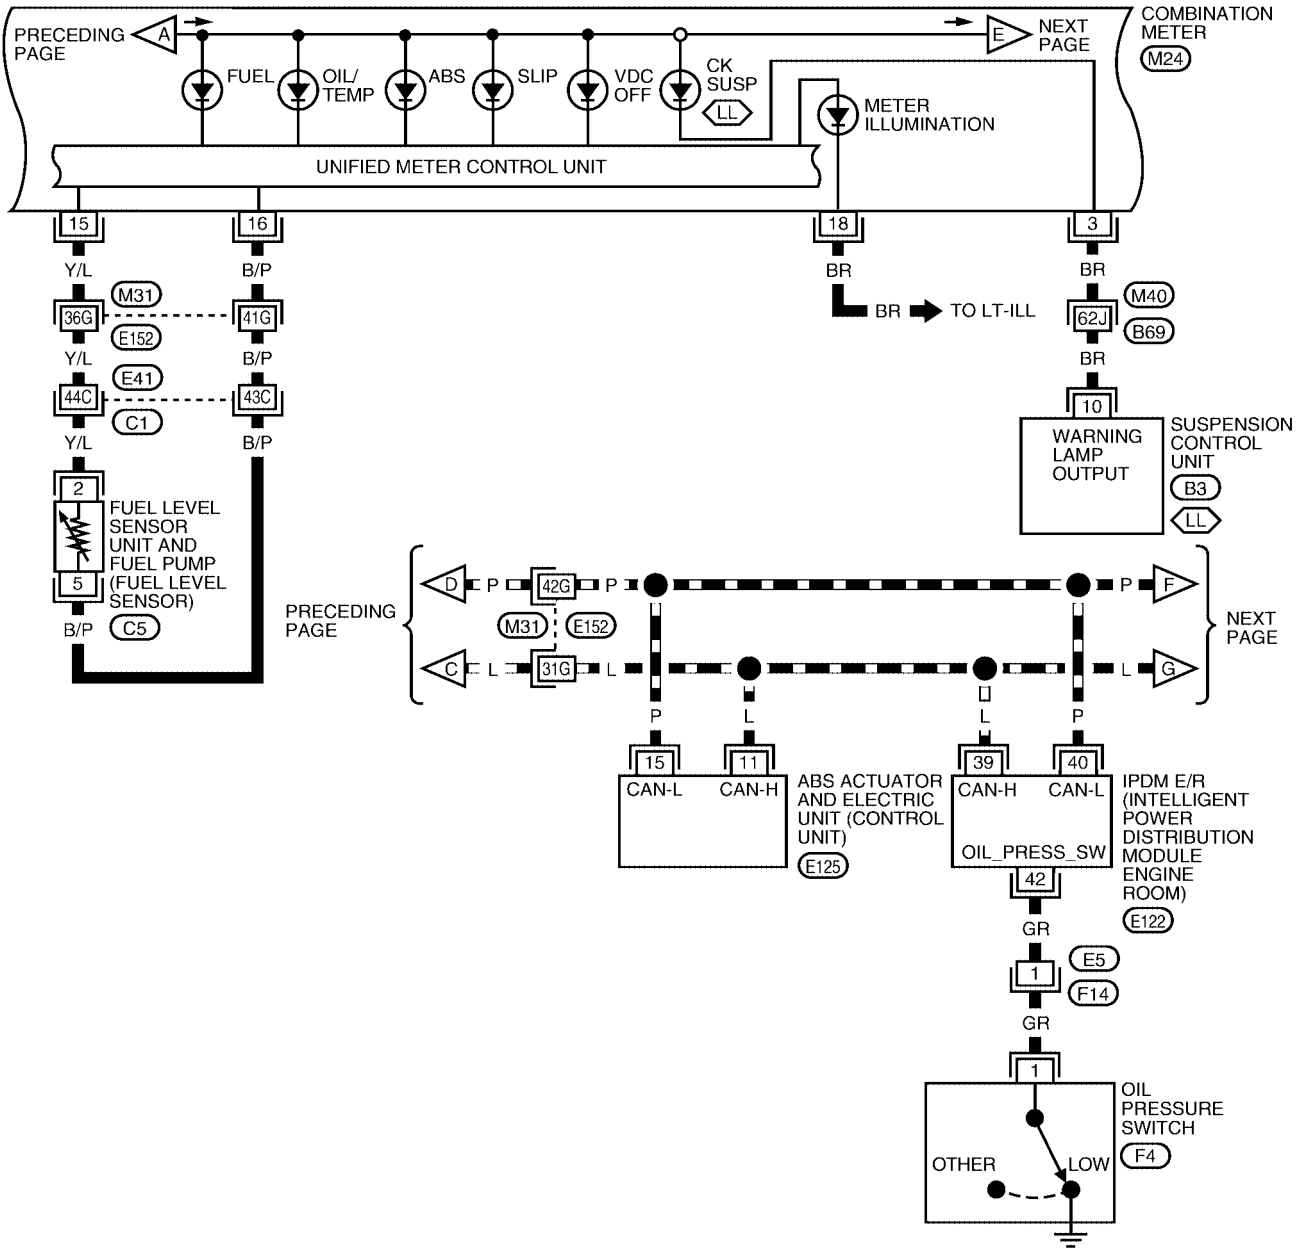 PRECEDING
PAGE
A
E
NEXT
PAGE
COMBINATION
METER
M24
FUEL
OIL/
TEMP
ABS
SLIP
VDC
OFF
CK
SUSP
LL
METER
ILLUMINATION
UNIFIED METER CONTROL UNIT
15
16
18
3
Y/L
B/P
BR
BR
M31
36G
41G
E152
BR
TO LT-ILL
M40
62J
B69
Y/L
B/P
BR
E41
44C
43C
C1
10
Y/L
B/P
WARNING
LAMP
OUTPUT
SUSPENSION
CONTROL
UNIT
B3
LL
2
FUEL LEVEL
SENSOR
UNIT AND
FUEL PUMP
(FUEL LEVEL
SENSOR)
5
C5
B/P
PRECEDING
PAGE
D
P
42G
P
P
F
M31
E152
NEXT
PAGE
C
L
31G
L
L
G
P
L
L
P
15
11
39
40
CAN-L
CAN-H
CAN-H
CAN-L
ABS ACTUATOR
AND ELECTRIC
UNIT (CONTROL
UNIT)
E125
OIL_PRESS_SW
IPDM E/R
(INTELLIGENT
POWER
DISTRIBUTION
MODULE
ENGINE
ROOM)
E122
42
GR
E5
1
F14
GR
1
OIL
PRESSURE
SWITCH
F4
OTHER
LOW